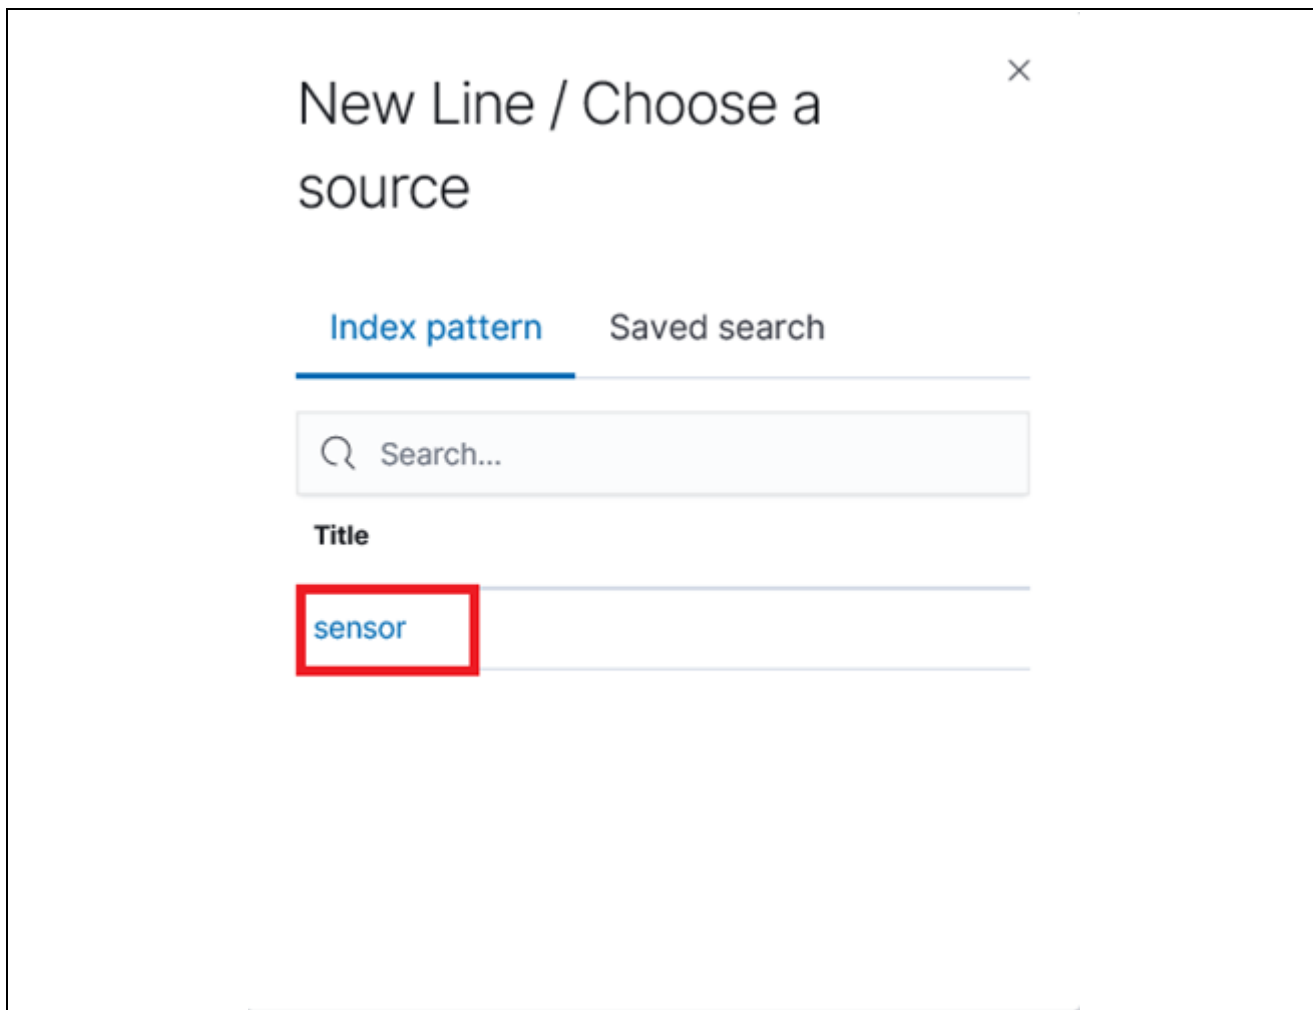 New Line / Choose a
source
Index pattern Saved search
Search...
Title
sensor